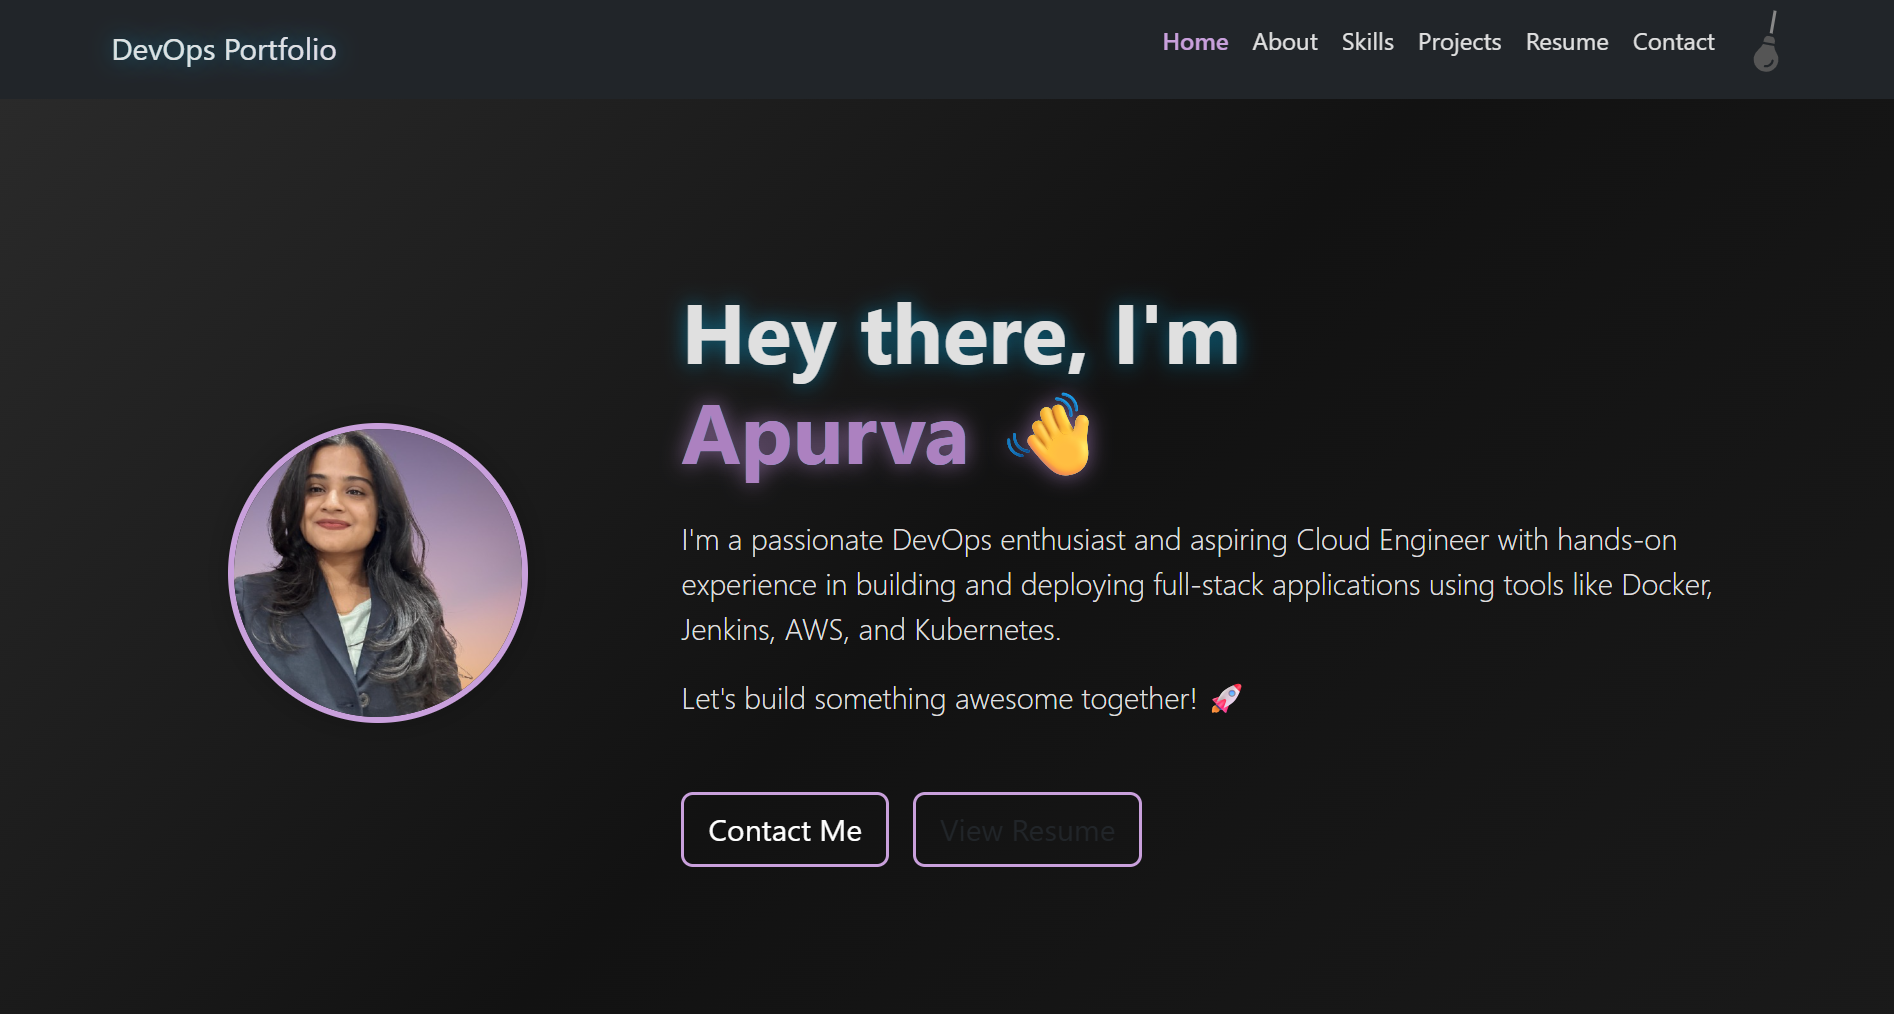 DevOps Portfolio
Home About Skills Projects Resume Contact
Hey there, I'm
Apurva 👋
I'm a passionate DevOps enthusiast and aspiring Cloud Engineer with hands-on
experience in building and deploying full-stack applications using tools like Docker,
Jenkins, AWS, and Kubernetes.
Let's build something awesome together! 🚀
Contact Me
View Resume